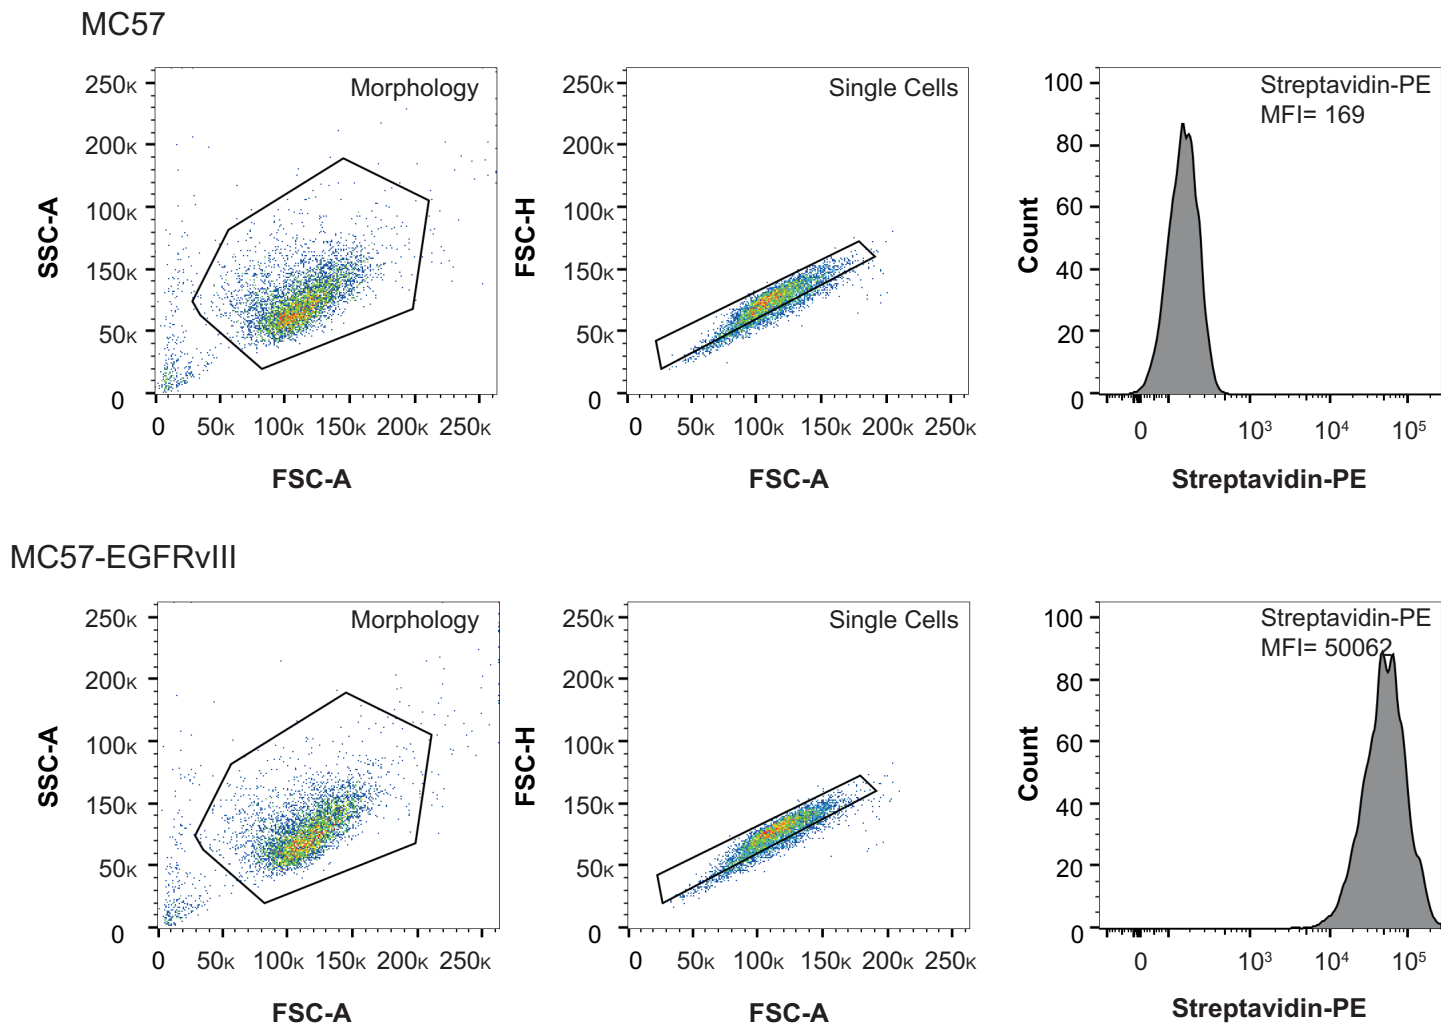 MC57
Morphology
250K
200K
100K
150K
50K
0
SSC-A
0 50K 100K 150K 200K 250K
FSC-A
Single Cells
250K
200K
100K
150K
50K
0
FSC-H
0 50K 100K 150K 200K 250K
FSC-A
Streptavidin-PE
MFI= 169
100
80
60
40
20
0
Count
0 10³ 10⁴ 10⁵
Streptavidin-PE
MC57-EGFRvIII
Morphology
250K
200K
100K
150K
50K
0
SSC-A
0 50K 100K 150K 200K 250K
FSC-A
Single Cells
250K
200K
100K
150K
50K
0
FSC-H
0 50K 100K 150K 200K 250K
FSC-A
Streptavidin-PE
MFI= 50062
100
80
60
40
20
0
Count
0 10³ 10⁴ 10⁵
Streptavidin-PE